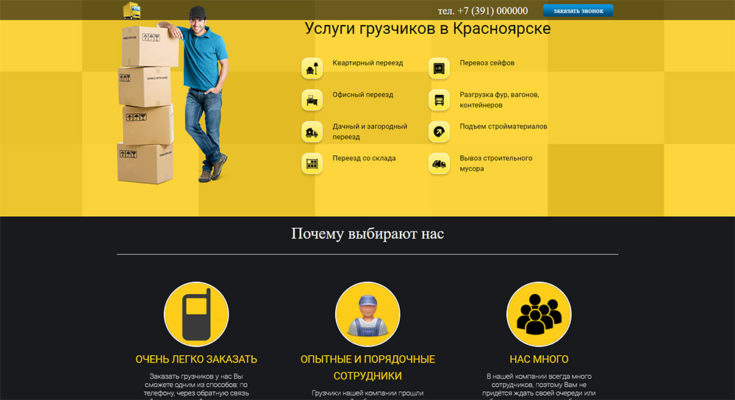 тел. +7 (391) 000000
заказать звонок
Услуги грузчиков в Красноярске
Квартирный переезд
Перевоз сейфов
Офисный переезд
Разгрузка фур, вагонов,
контейнеров
Дачный и загородный
переезд
Подъем стройматериалов
Переезд со склада
Вывоз строительного
мусора
Почему выбирают нас
ОЧЕНЬ ЛЕГКО ЗАКАЗАТЬ
Заказать грузчиков у нас Вы
сможете одним из способов: по
телефону, через обратную связь
ОПЫТНЫЕ И ПОРЯДОЧНЫЕ
СОТРУДНИКИ
Грузчики нашей компании прошли
НАС МНОГО
В нашей компании всегда много
сотрудников, поэтому Вам не
придётся ждать своей очереди или